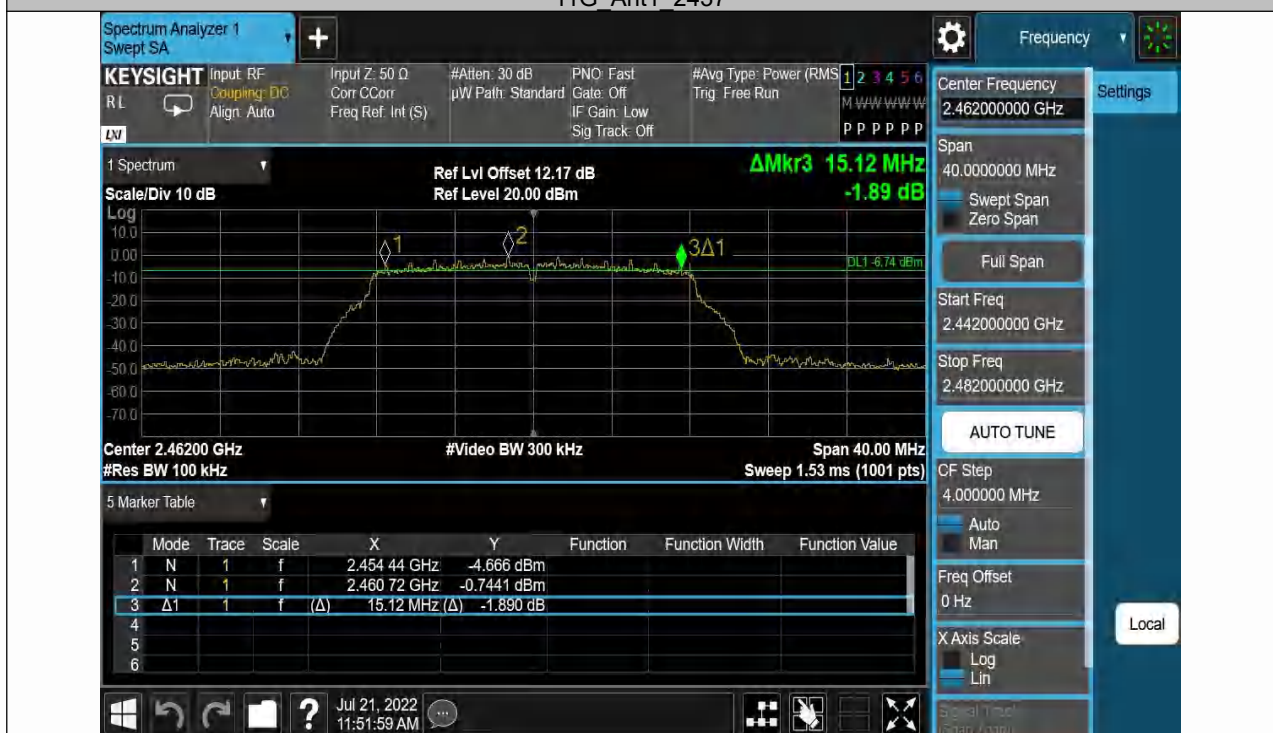 11G_Ant1_2437
Spectrum Analyzer 1
Swept SA
Frequency
KEYSIGHT
RL
LXI
Input: RF
Coupling: DC
Align: Auto
Input Z: 50 Ω
Corr CCorr
Freq Ref: Int (S)
#Atten: 30 dB
µW Path: Standard
PNO: Fast
Gate: Off
IF Gain: Low
Sig Track: Off
#Avg Type: Power (RMS
Trig: Free Run
1 2 3 4 5 6
M W W W W W
P P P P P P
1 Spectrum
Scale/Div 10 dB
Ref Lvl Offset 12.17 dB
Ref Level 20.00 dBm
ΔMkr3 15.12 MHz
-1.89 dB
Log
10.0
0.00
-10.0
-20.0
-30.0
-40.0
-50.0
-60.0
-70.0
1
2
3Δ1
DL1 -6.74 dBm
Center 2.46200 GHz
#Video BW 300 kHz
Span 40.00 MHz
#Res BW 100 kHz
Sweep 1.53 ms (1001 pts)
5 Marker Table
Mode Trace Scale X Y Function Function Width Function Value
1 N 1 f 2.454 44 GHz -4.666 dBm
2 N 1 f 2.460 72 GHz -0.7441 dBm
3 Δ1 1 f (Δ) 15.12 MHz (Δ) -1.890 dB
4
5
6
Jul 21, 2022
11:51:59 AM
Center Frequency
2.462000000 GHz
Settings
Span
40.0000000 MHz
Swept Span
Zero Span
Full Span
Start Freq
2.442000000 GHz
Stop Freq
2.482000000 GHz
AUTO TUNE
CF Step
4.000000 MHz
Auto
Man
Freq Offset
0 Hz
X Axis Scale
Log
Lin
Local
Signal Track